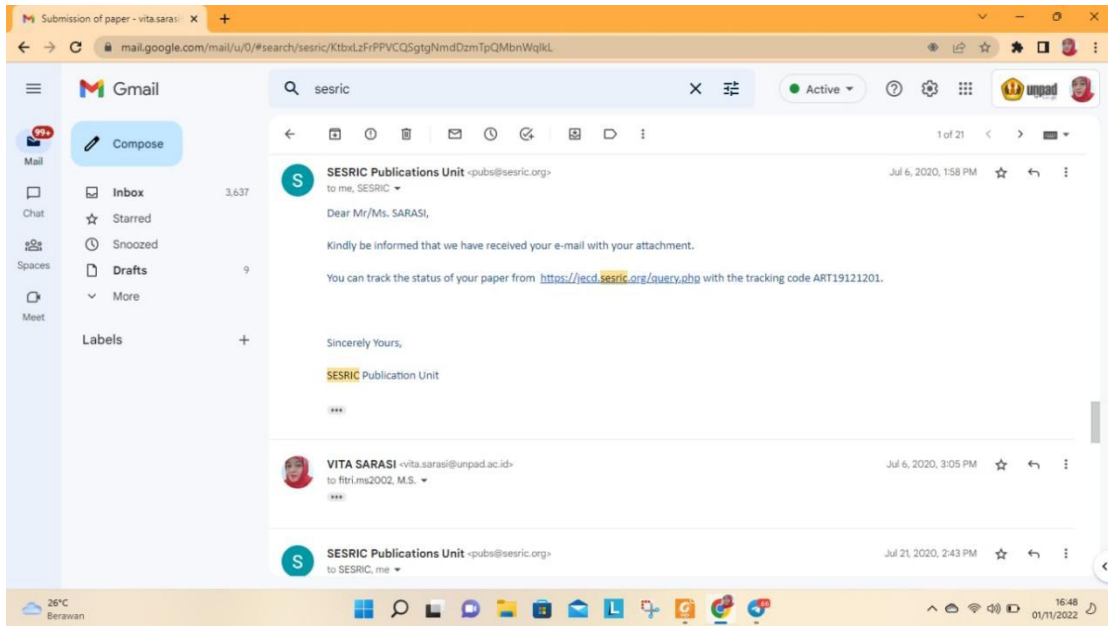 Submission of paper - vita.saras
mail.google.com/mail/u/0/#search/sesric/KtbxLzFrPPVCQSgtgNmdDzmTpQMbnWqlkL
Gmail
sesric
Active
unpad
99+
Mail
Compose
1 of 21
Chat
Inbox 3,637
Starred
Spaces
Snoozed
Drafts 9
Meet
More
Labels
SESRIC Publications Unit <pubs@sesric.org> Jul 6, 2020, 1:58 PM
to me, SESRIC
Dear Mr/Ms. SARASI,
Kindly be informed that we have received your e-mail with your attachment.
You can track the status of your paper from https://jecd.sesric.org/query.php with the tracking code ART19121201.
Sincerely Yours,
SESRIC Publication Unit
VITA SARASI <vita.sarasi@unpad.ac.id> Jul 6, 2020, 3:05 PM
to fitri.ms2002, M.S.
SESRIC Publications Unit <pubs@sesric.org> Jul 21, 2020, 2:43 PM
to SESRIC, me
26°C
Berawan
16:48
01/11/2022